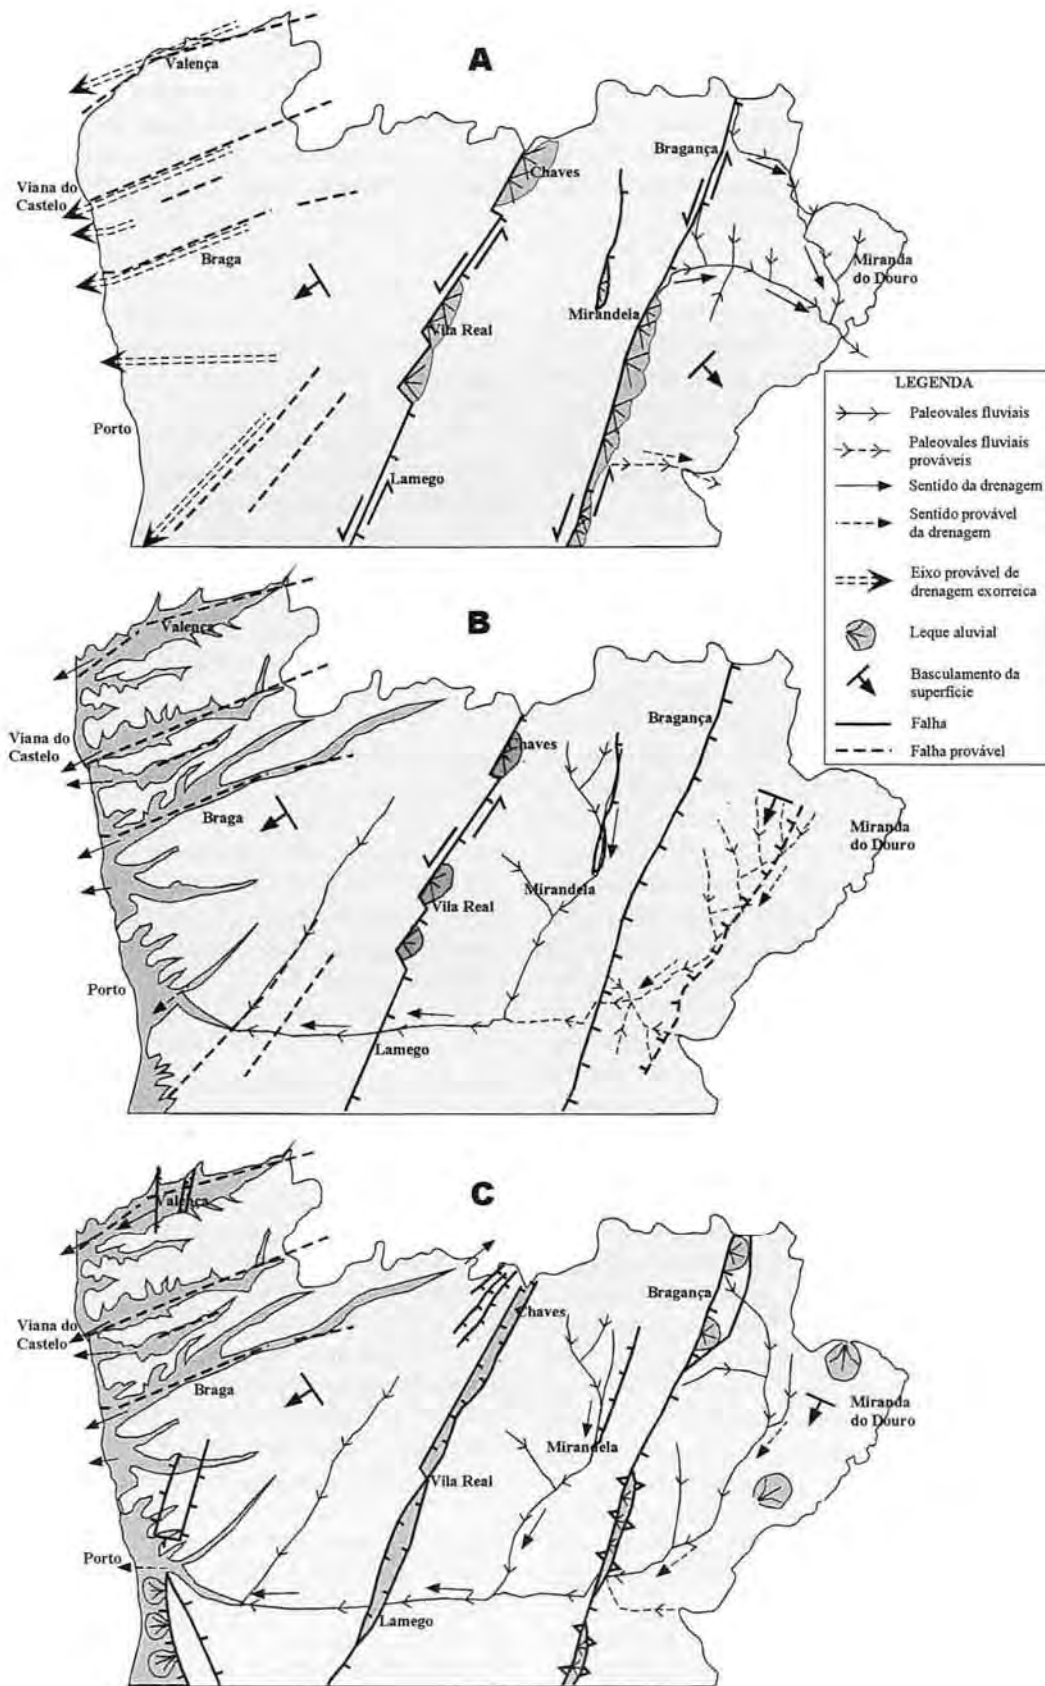 A
Valença
Bragança
Chaves
Viana do
Castelo
Braga
Miranda
do Douro
Mirandela
Vila Real
Porto
Lamego
LEGENDA
Paleovales fluviais
Paleovales fluviais
prováveis
Sentido da drenagem
Sentido provável
da drenagem
Eixo provável de
drenagem exorreica
Leque aluvial
Basculamento da
superfície
Falha
Falha provável
B
Valença
Bragança
Viana do
Castelo
Chaves
Braga
Miranda
do Douro
Mirandela
Vila Real
Porto
Lamego
C
Valença
Bragança
Chaves
Viana do
Castelo
Braga
Miranda
do Douro
Mirandela
Vila Real
Porto
Lamego